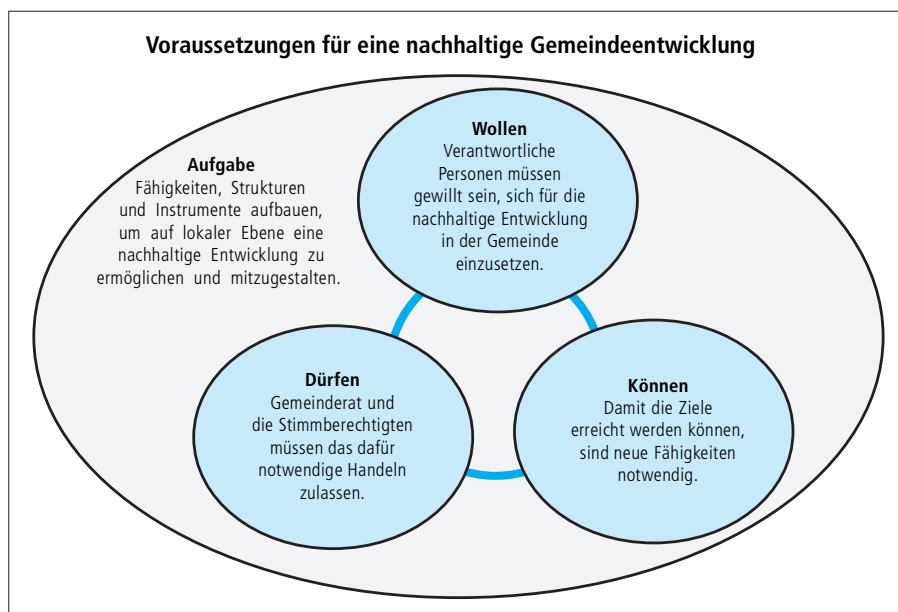 Voraussetzungen für eine nachhaltige Gemeindeentwicklung
Aufgabe
Fähigkeiten, Strukturen
und Instrumente aufbauen,
um auf lokaler Ebene eine
nachhaltige Entwicklung zu
ermöglichen und mitzugestalten.
Wollen
Verantwortliche
Personen müssen
gewillt sein, sich für die
nachhaltige Entwicklung
in der Gemeinde
einzusetzen.
Dürfen
Gemeinderat und
die Stimmberechtigten
müssen das dafür
notwendige Handeln
zulassen.
Können
Damit die Ziele
erreicht werden können,
sind neue Fähigkeiten
notwendig.